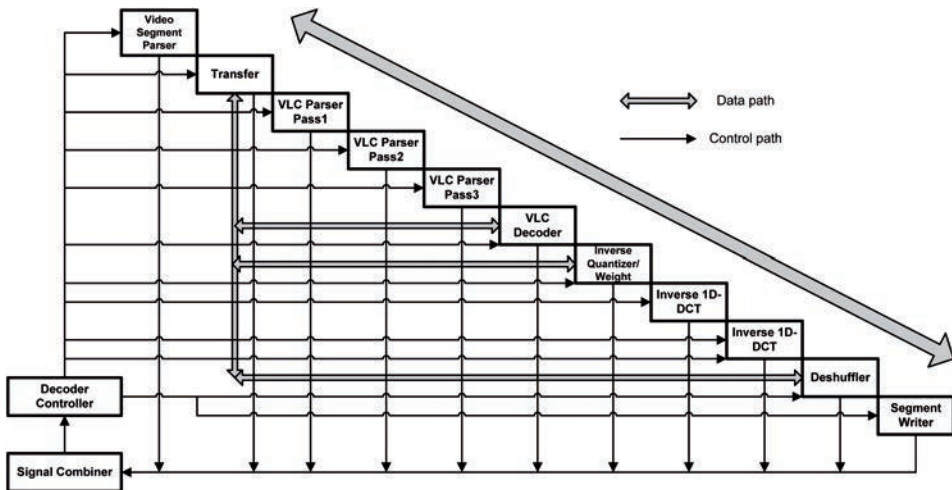 Video
Segment
Parser
Transfer
VLC Parser
Pass1
VLC Parser
Pass2
VLC Parser
Pass3
VLC
Decoder
Inverse
Quantizer/
Weight
Inverse 1D-
DCT
Inverse 1D-
DCT
Deshuffler
Segment
Writer
Decoder
Controller
Signal Combiner
Data path
Control path